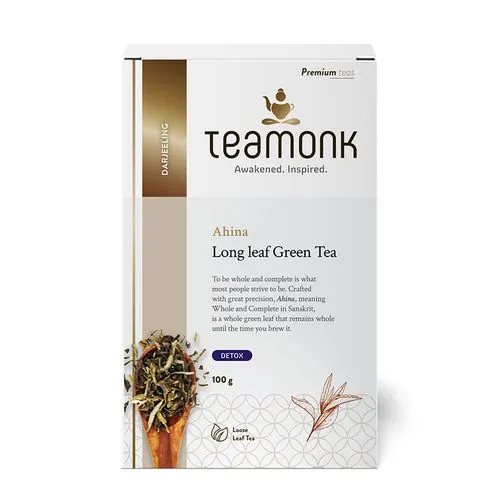 Premium teas
DARJEELING
TEAMONK
Awakened. Inspired.
Ahina
Long leaf Green Tea
To be whole and complete is what
most people strive to be. Crafted
with great precision, Ahina, meaning
Whole and Complete in Sanskrit,
is a whole green leaf that remains whole
until the time you brew it.
DETOX
100 g
Loose
Leaf Tea